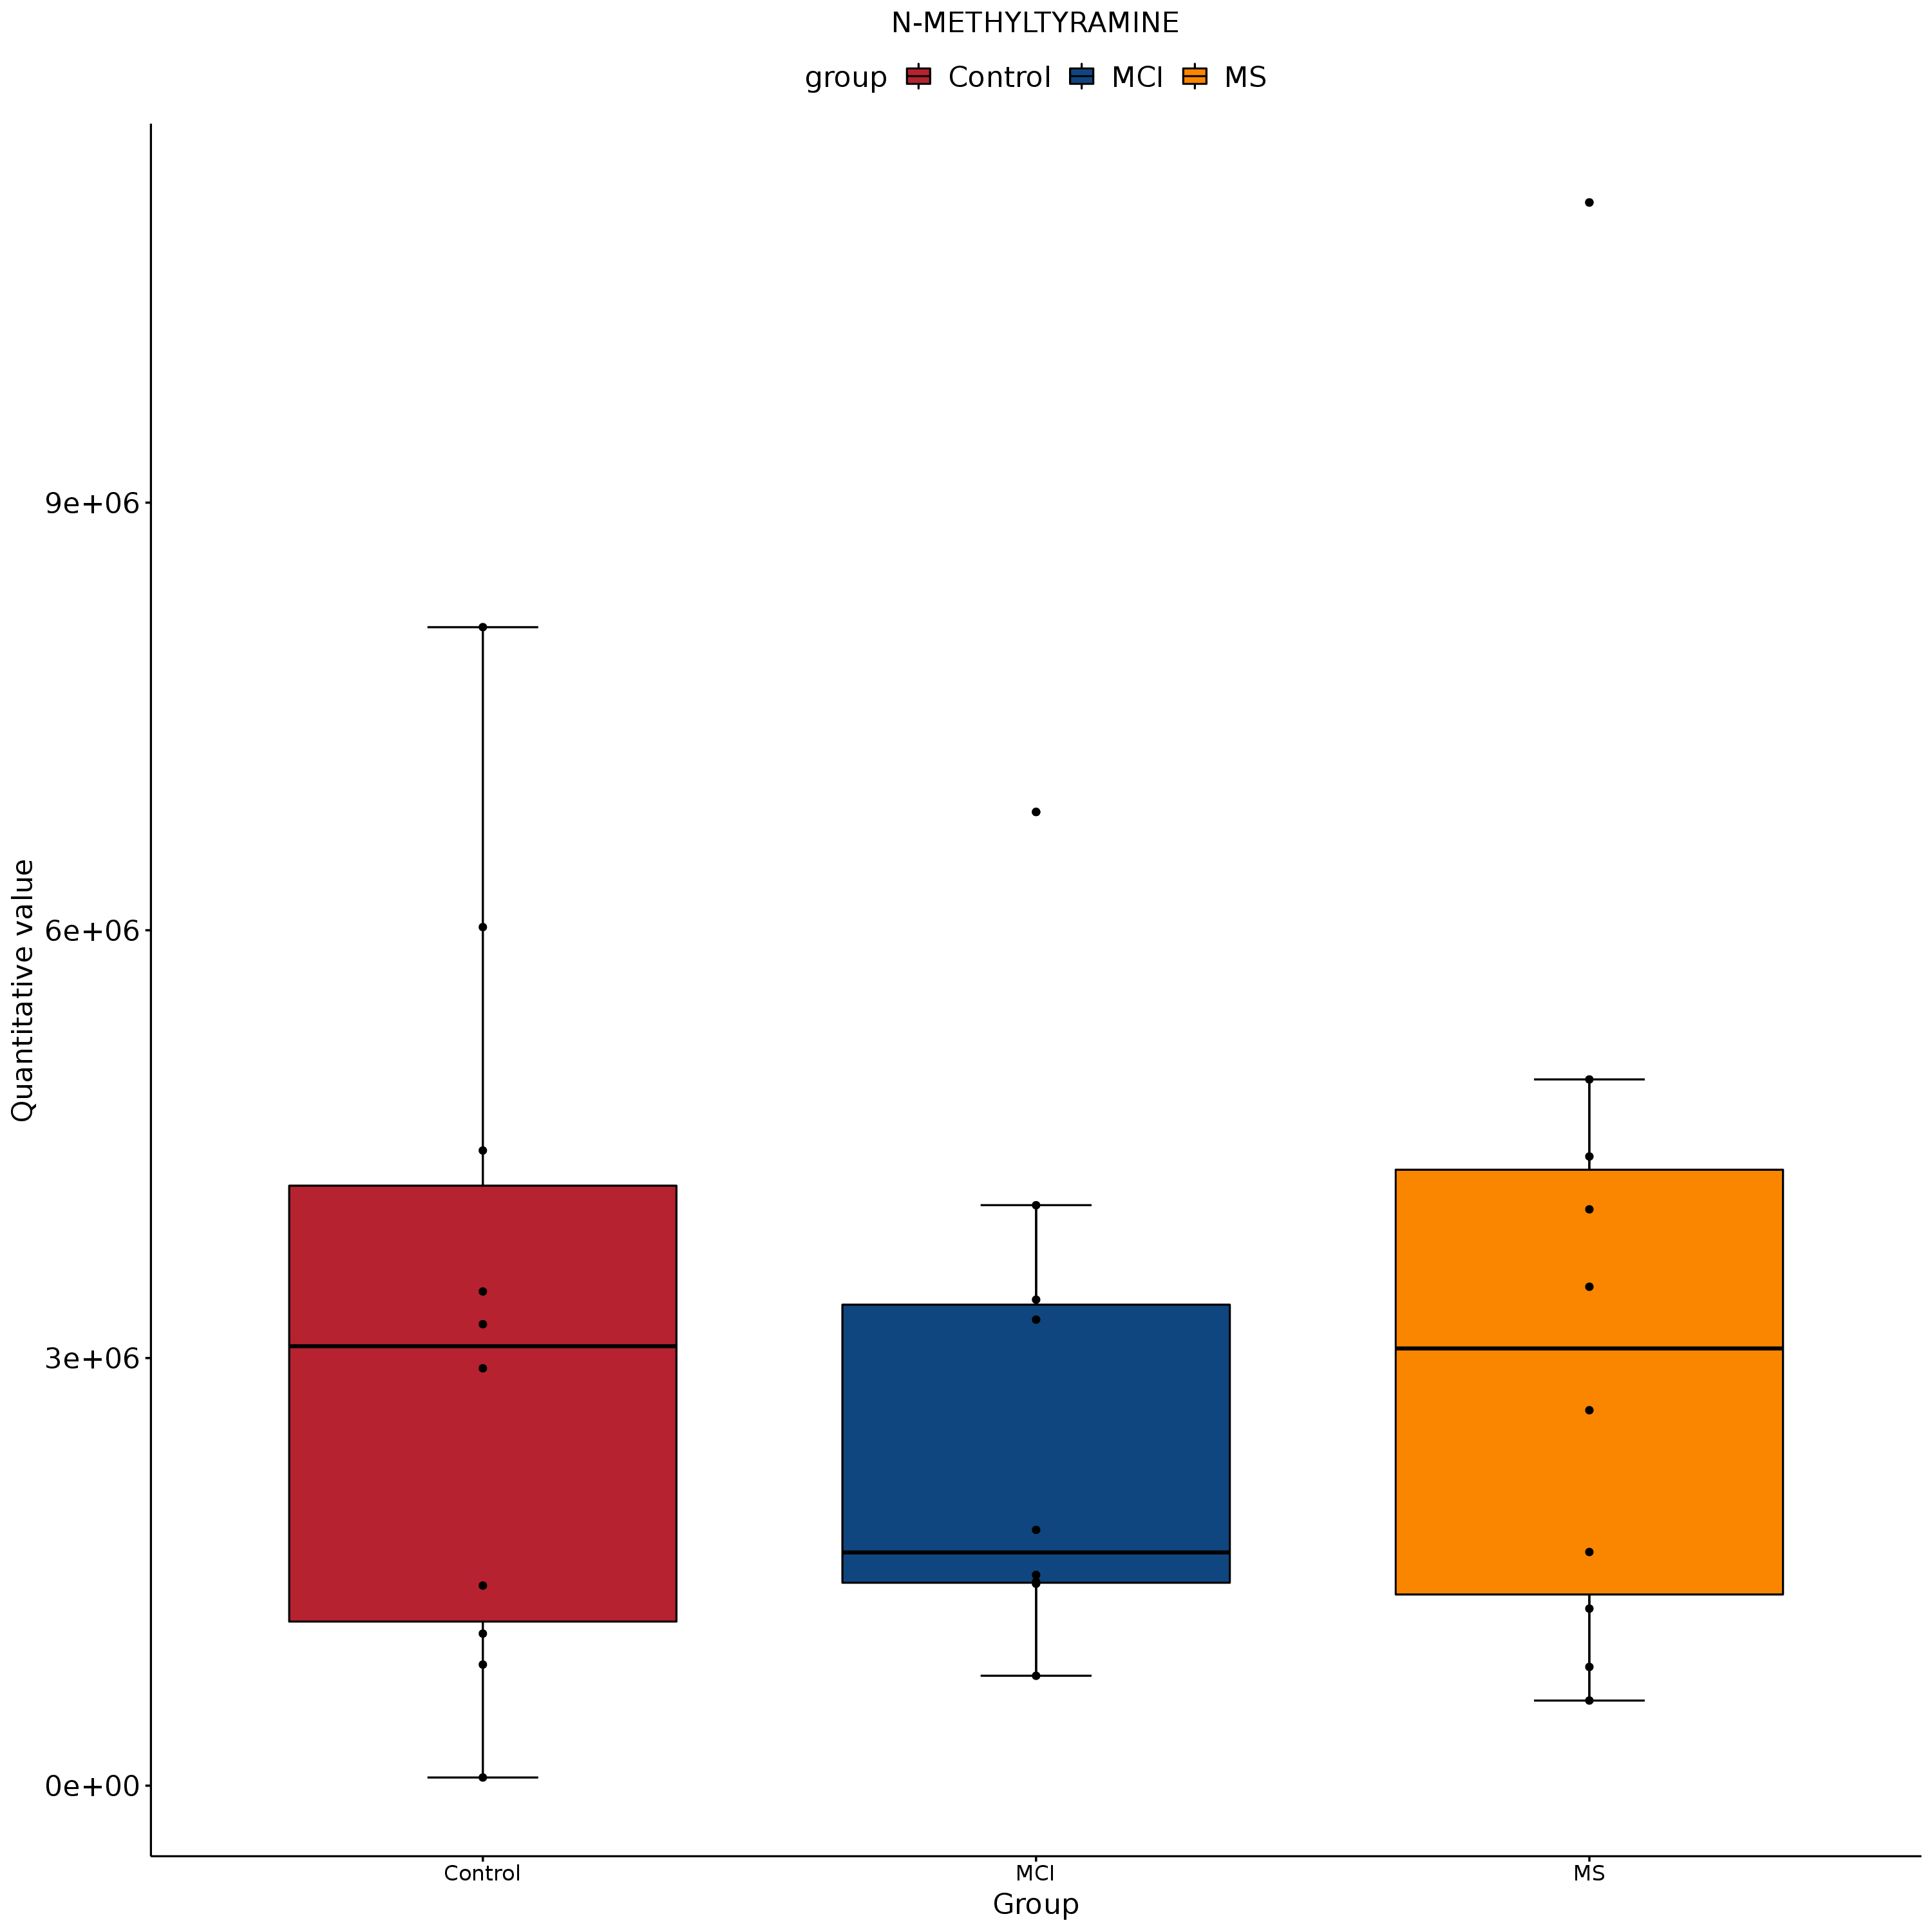 N-METHYLTYRAMINE
group Control MCI MS
Quantitative value
9e+06
6e+06
3e+06
0e+00
Control MCI MS
Group